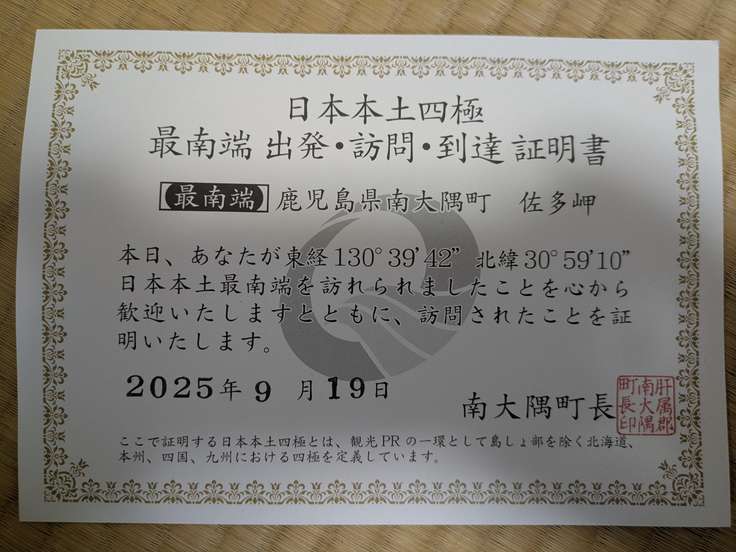 日本本土四極
最南端 出発・訪問・到達 証明書
【最南端】鹿児島県南大隅町 佐多岬
本日、あなたが東経130°39′42″ 北緯30°59′10″
日本本土最南端を訪れられましたことを心から
歓迎いたしますとともに、訪問されたことを証
明いたします。
2025年 9 月 19日
南大隅町長
肝属郡南大隅町長印
ここで証明する日本本土四極とは、観光PRの一環として島しょ部を除く北海道、
本州、四国、九州における四極を定義しています。